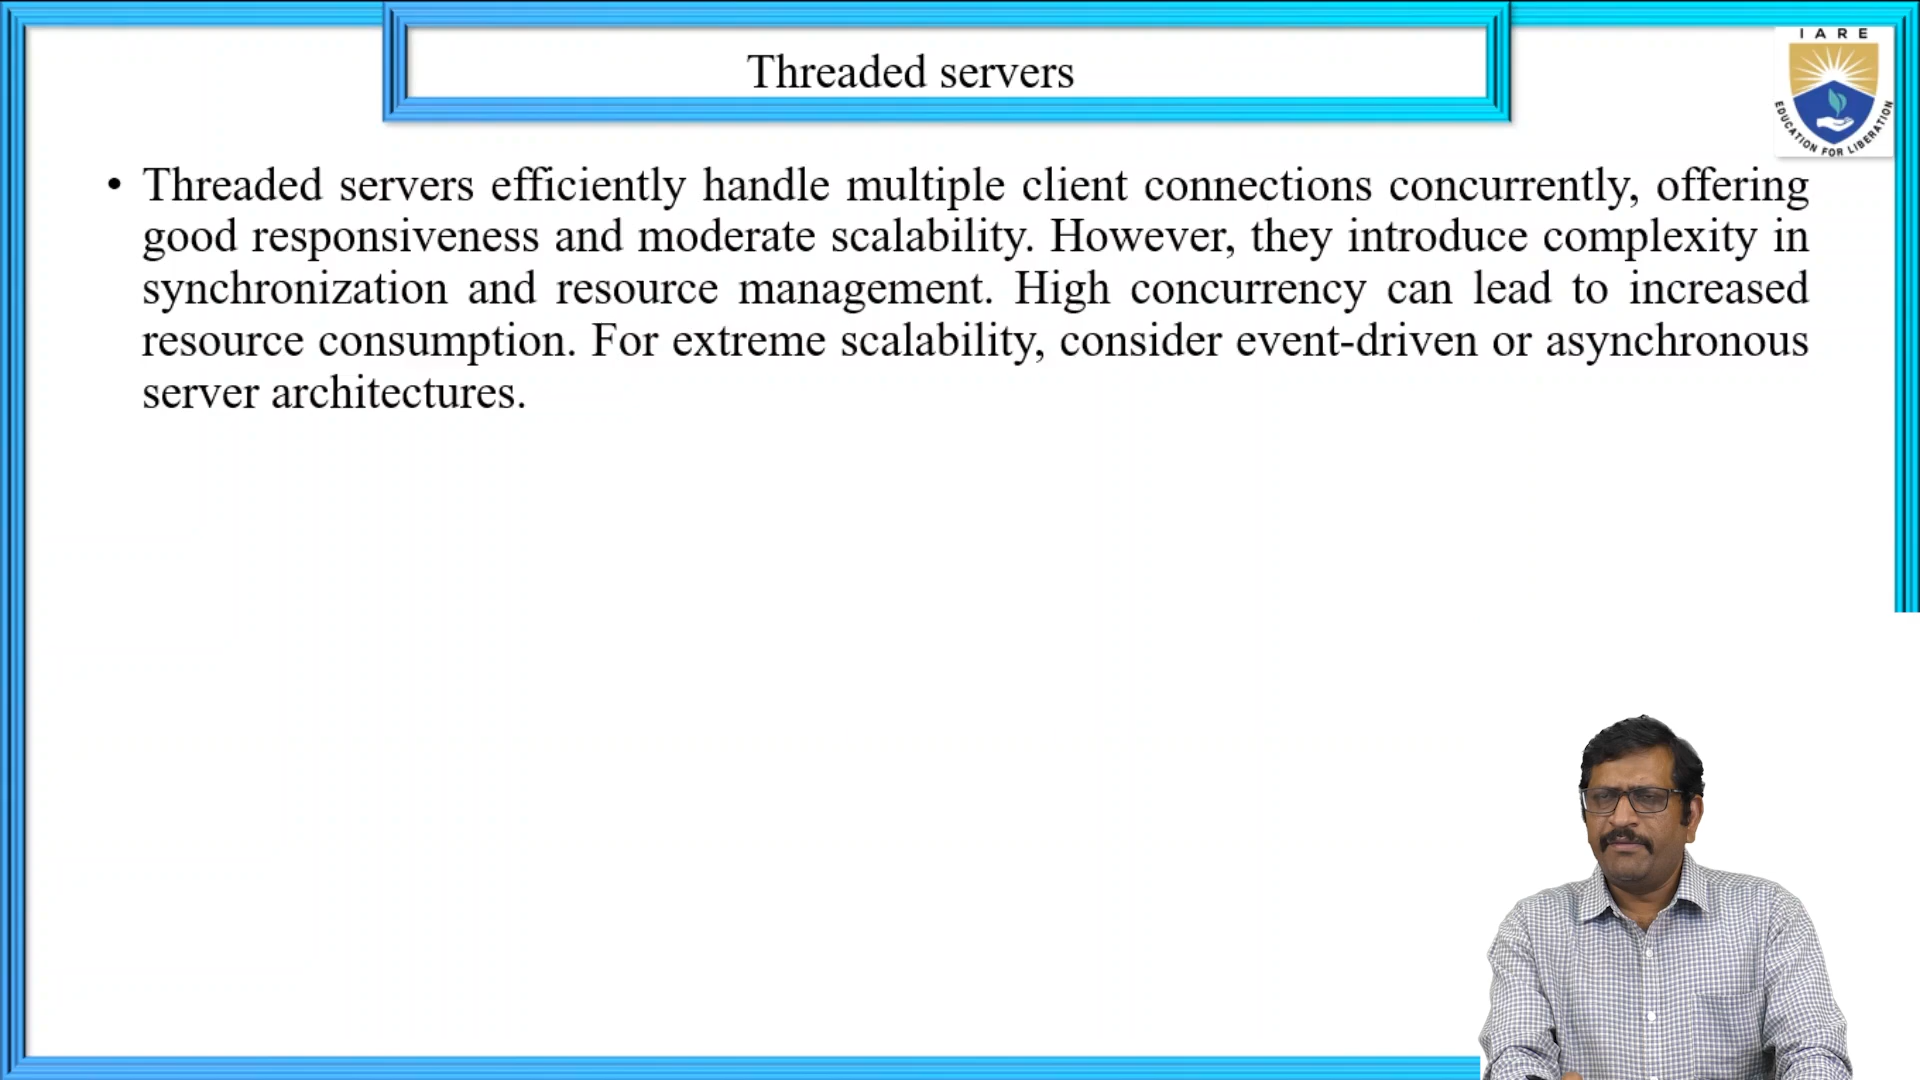 Threaded servers
IARE
EDUCATION FOR LIBERATION
• Threaded servers efficiently handle multiple client connections concurrently, offering
good responsiveness and moderate scalability. However, they introduce complexity in
synchronization and resource management. High concurrency can lead to increased
resource consumption. For extreme scalability, consider event-driven or asynchronous
server architectures.